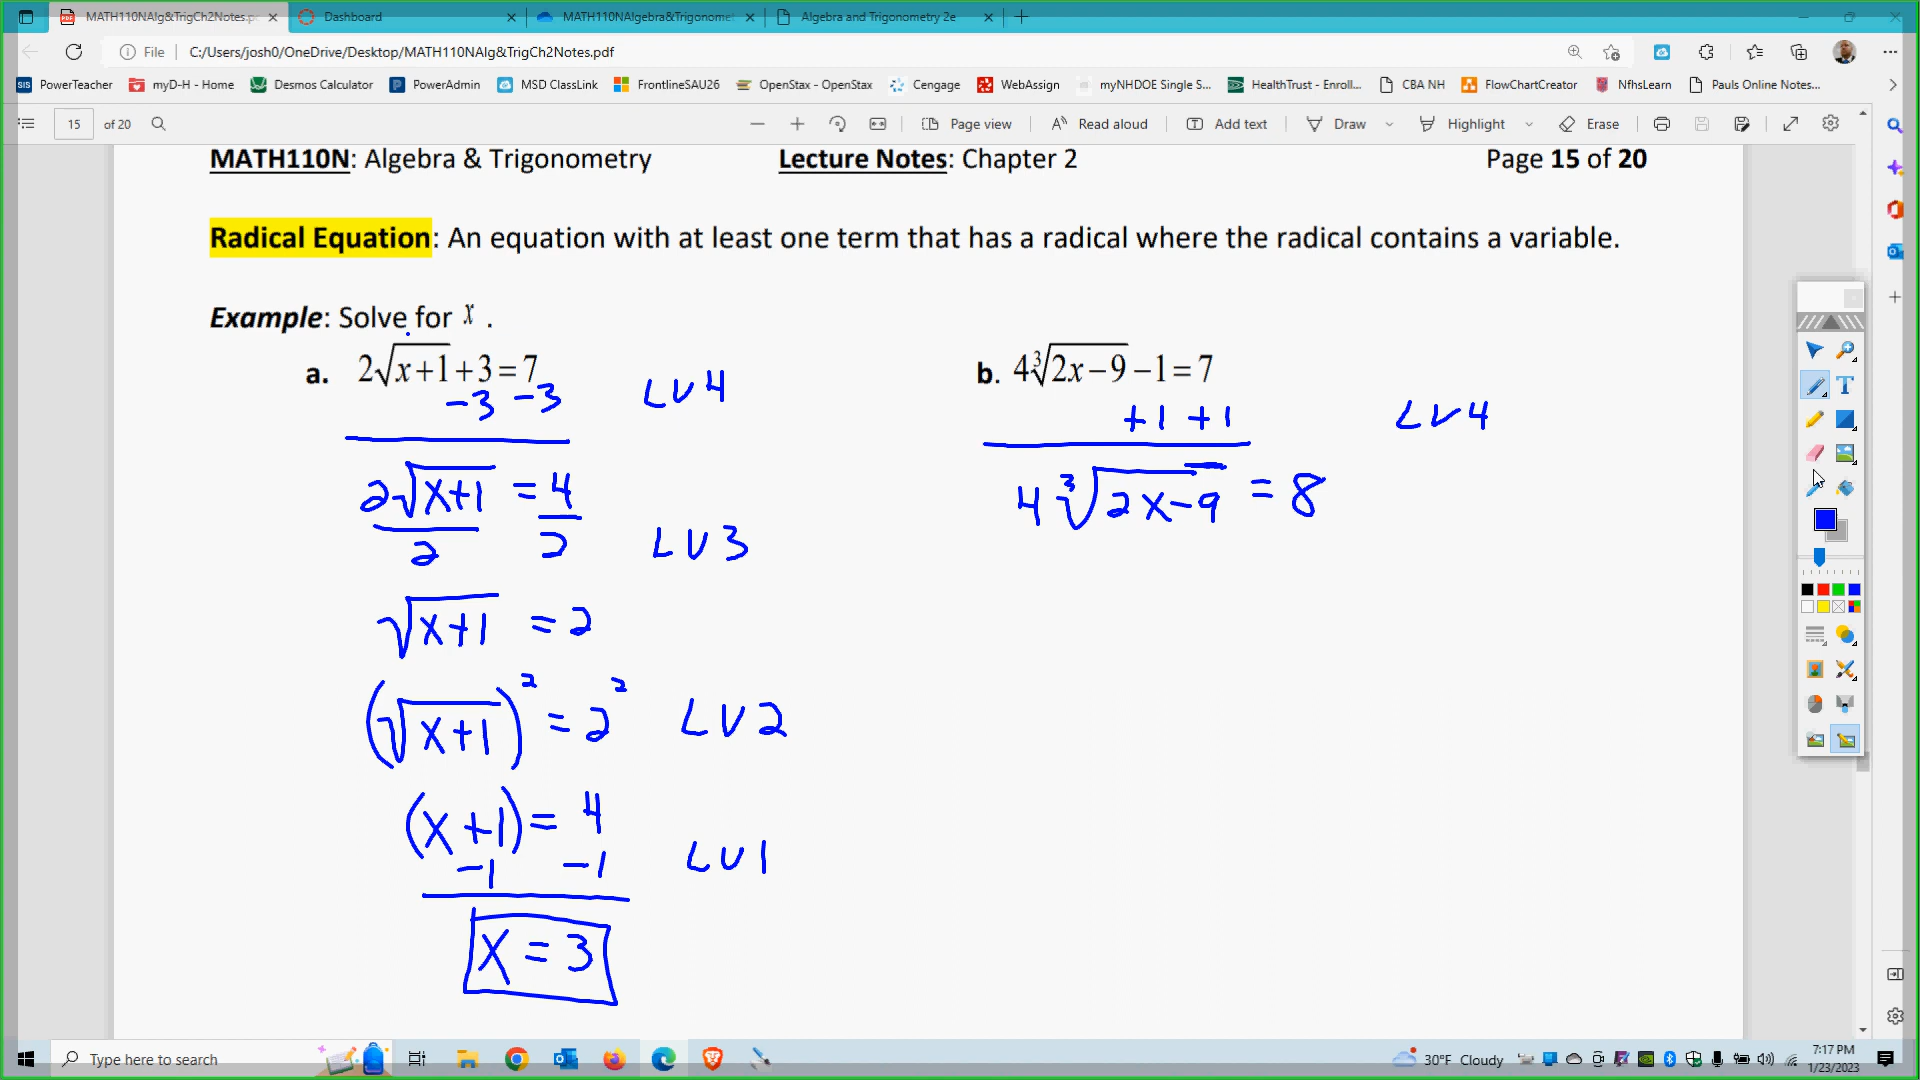 MATH110NAlg&TrigCh2Notes.p
Dashboard
MATH110NAlgebra&Trigonomet
Algebra and Trigonometry 2e
File C:/Users/josh0/OneDrive/Desktop/MATH110NAlg&TrigCh2Notes.pdf
PowerTeacher myD-H - Home Desmos Calculator PowerAdmin MSD ClassLink FrontlineSAU26 OpenStax - OpenStax Cengage WebAssign myNHDOE Single S... HealthTrust - Enroll... CBA NH FlowChartCreator NfhsLearn Pauls Online Notes...
15 of 20 Page view Read aloud Add text Draw Highlight Erase
MATH110N: Algebra & Trigonometry Lecture Notes: Chapter 2 Page 15 of 20
Radical Equation: An equation with at least one term that has a radical where the radical contains a variable.
Example: Solve for x .
a. 2√(x+1)+3=7
-3 -3 LV4
2√(x+1) = 4
2 2 LV3
√(x+1) = 2
(√(x+1))² = 2² LV2
(x+1) = 4
-1 -1 LV1
x = 3
b. 4∛(2x-9)-1=7
+1 +1 LV4
4∛(2x-9) = 8
Type here to search
30°F Cloudy
7:17 PM
1/23/2023